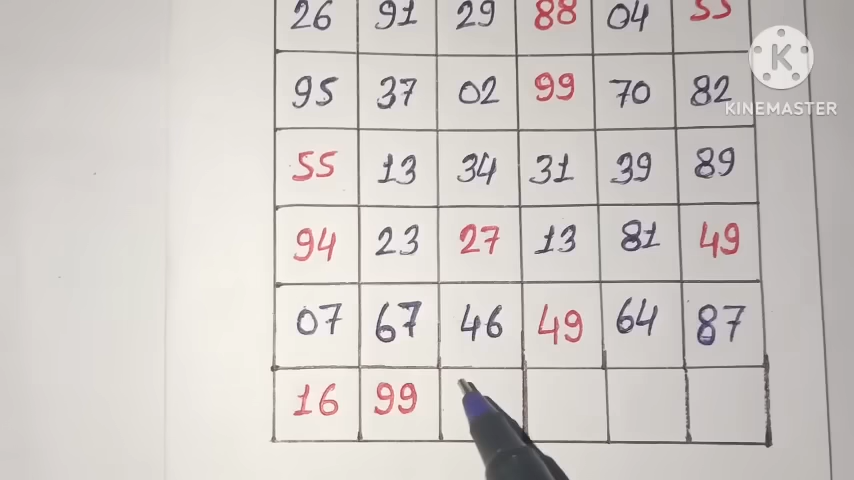 26 91 29 88 04 55
95 37 02 99 70 82
55 13 34 31 39 89
94 23 27 13 81 49
07 67 46 49 64 87
16 99
K
KINEMASTER